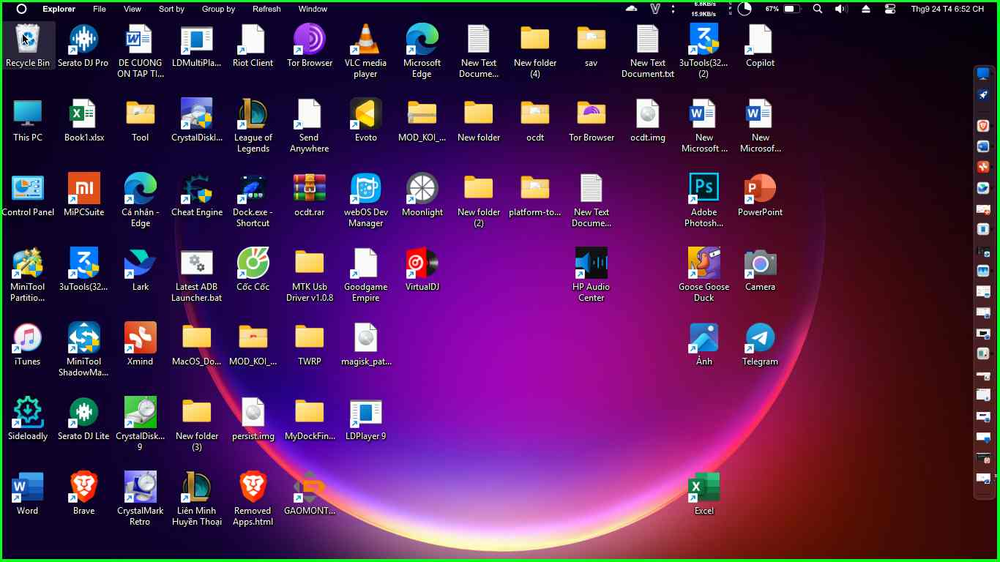 Explorer File View Sort by Group by Refresh Window 6.8KB/s 15.9KB/s 67% Thg9 24 T4 6:52 CH
Recycle Bin
Serato DJ Pro
DE CUONG
ON TAP TI...
LDMultiPla...
Riot Client
Tor Browser
VLC media
player
Microsoft
Edge
New Text
Docume...
New folder
(4)
sav
New Text
Document.txt
3uTools(32...
(2)
Copilot
This PC
Book1.xlsx
Tool
CrystalDiskI...
League of
Legends
Send
Anywhere
Evoto
MOD_KOI_...
New folder
ocdt
Tor Browser
ocdt.img
New
Microsoft ...
New
Microsof...
Control Panel
MiPCSuite
Cá nhân -
Edge
Cheat Engine
Dock.exe -
Shortcut
ocdt.rar
webOS Dev
Manager
Moonlight
New folder
(2)
platform-to...
New Text
Docume...
Adobe
Photosh...
PowerPoint
MiniTool
Partitio...
3uTools(32...
Lark
Latest ADB
Launcher.bat
Cốc Cốc
MTK Usb
Driver v1.0.8
Goodgame
Empire
VirtualDJ
HP Audio
Center
Goose Goose
Duck
Camera
iTunes
MiniTool
ShadowMa...
Xmind
MacOS_Do...
MOD_KOI_...
TWRP
magisk_pat...
Ảnh
Telegram
Sideloadly
Serato DJ Lite
CrystalDisk...
9
New folder
(3)
persist.img
MyDockFin...
LDPlayer 9
Word
Brave
CrystalMark
Retro
Liên Minh
Huyền Thoại
Removed
Apps.html
GAOMONT...
Excel